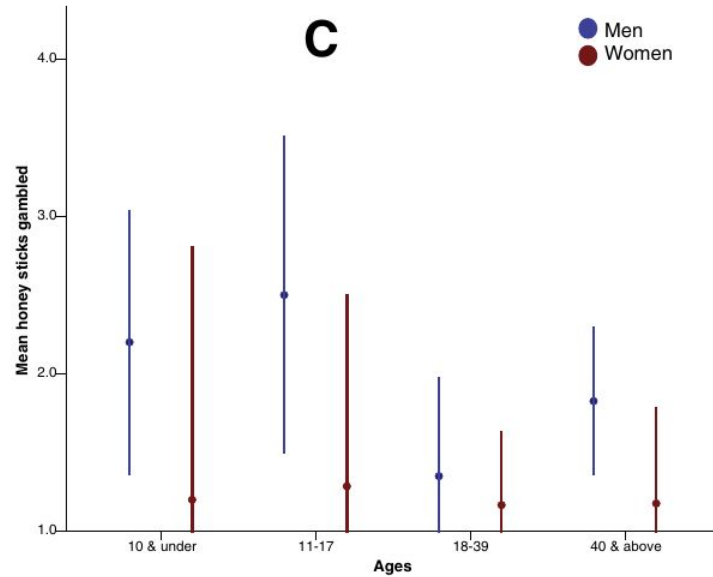 C
Men
Women
Mean honey sticks gambled
4.0
3.0
2.0
1.0
10 & under
11-17
18-39
40 & above
Ages